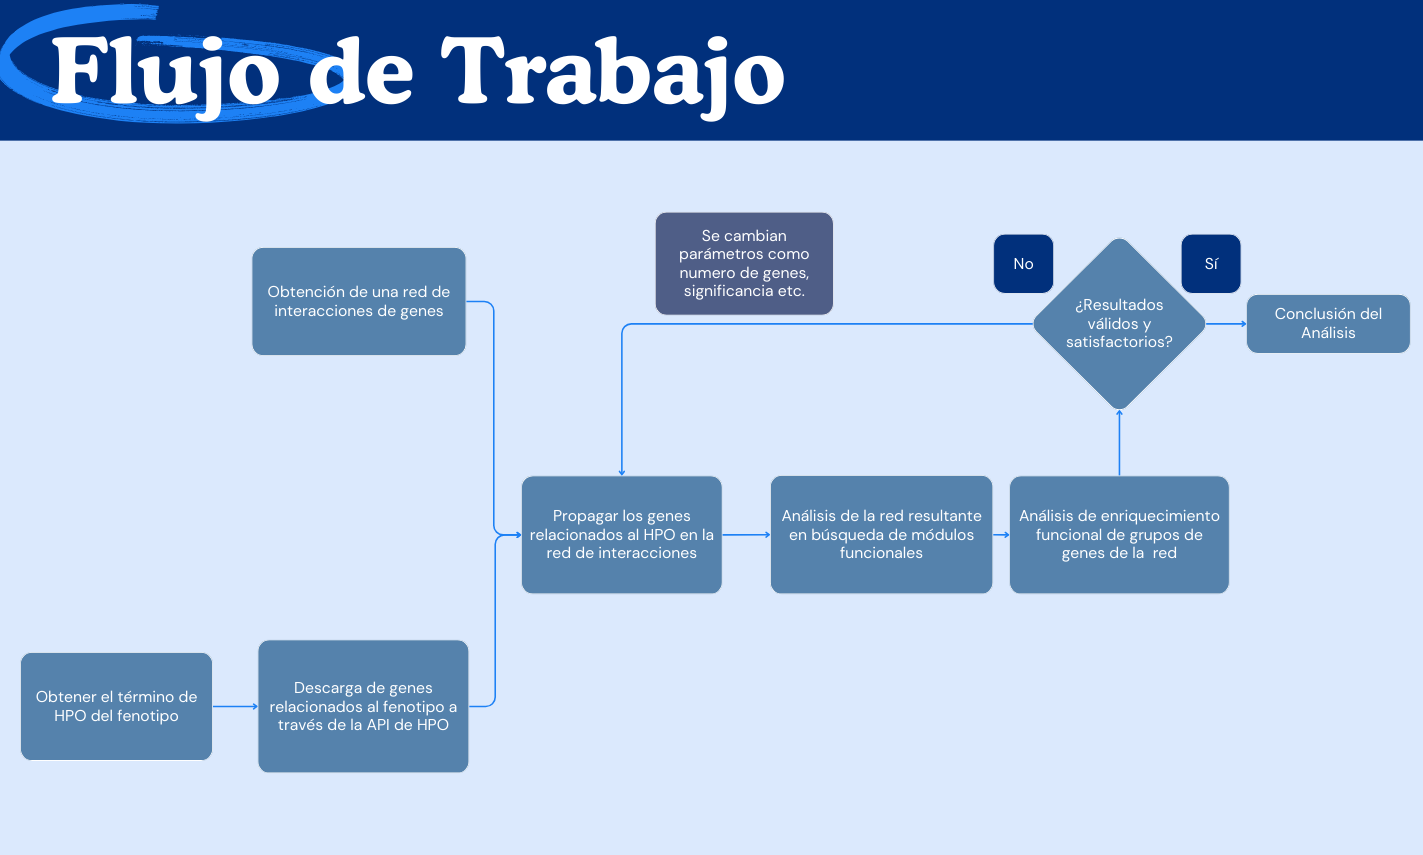 Flujo de Trabajo
Se cambian
parámetros como
numero de genes,
significancia etc.
No
Sí
Obtención de una red de
interacciones de genes
¿Resultados
válidos y
satisfactorios?
Conclusión del
Análisis
Propagar los genes
relacionados al HPO en la
red de interacciones
Análisis de la red resultante
en búsqueda de módulos
funcionales
Análisis de enriquecimiento
funcional de grupos de
genes de la  red
Obtener el término de
HPO del fenotipo
Descarga de genes
relacionados al fenotipo a
través de la API de HPO